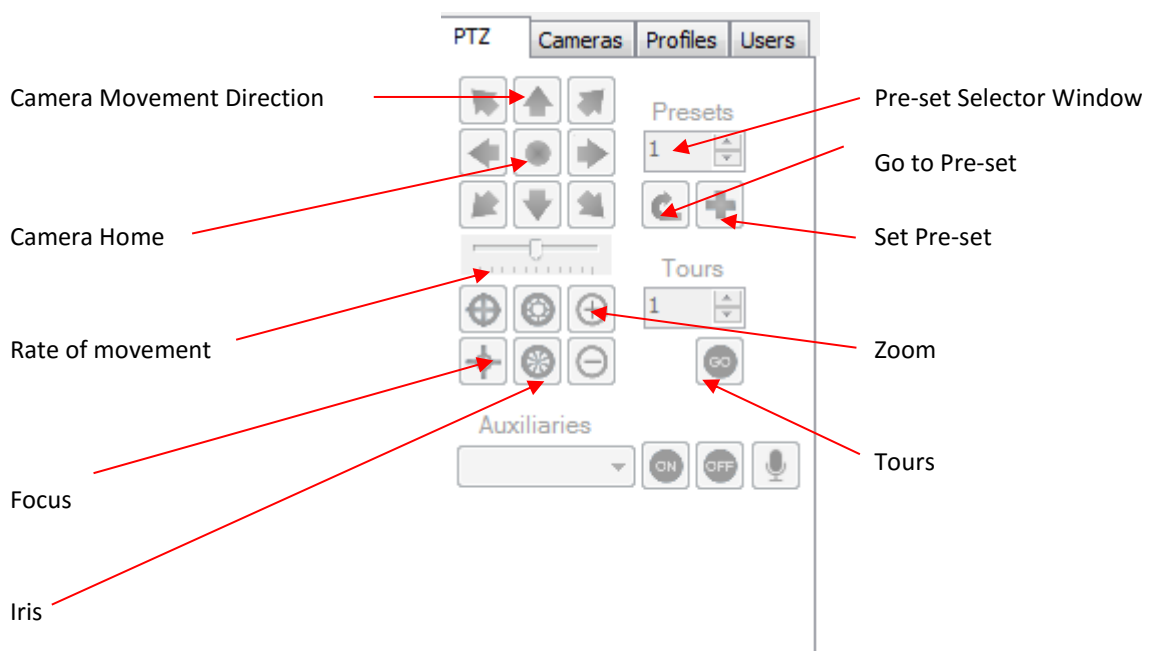 PTZ Cameras Profiles Users
Camera Movement Direction
Presets
Pre-set Selector Window
1
Go to Pre-set
Camera Home
Set Pre-set
Tours
1
Rate of movement
Zoom
GO
Auxiliaries
ON OFF
Tours
Focus
Iris